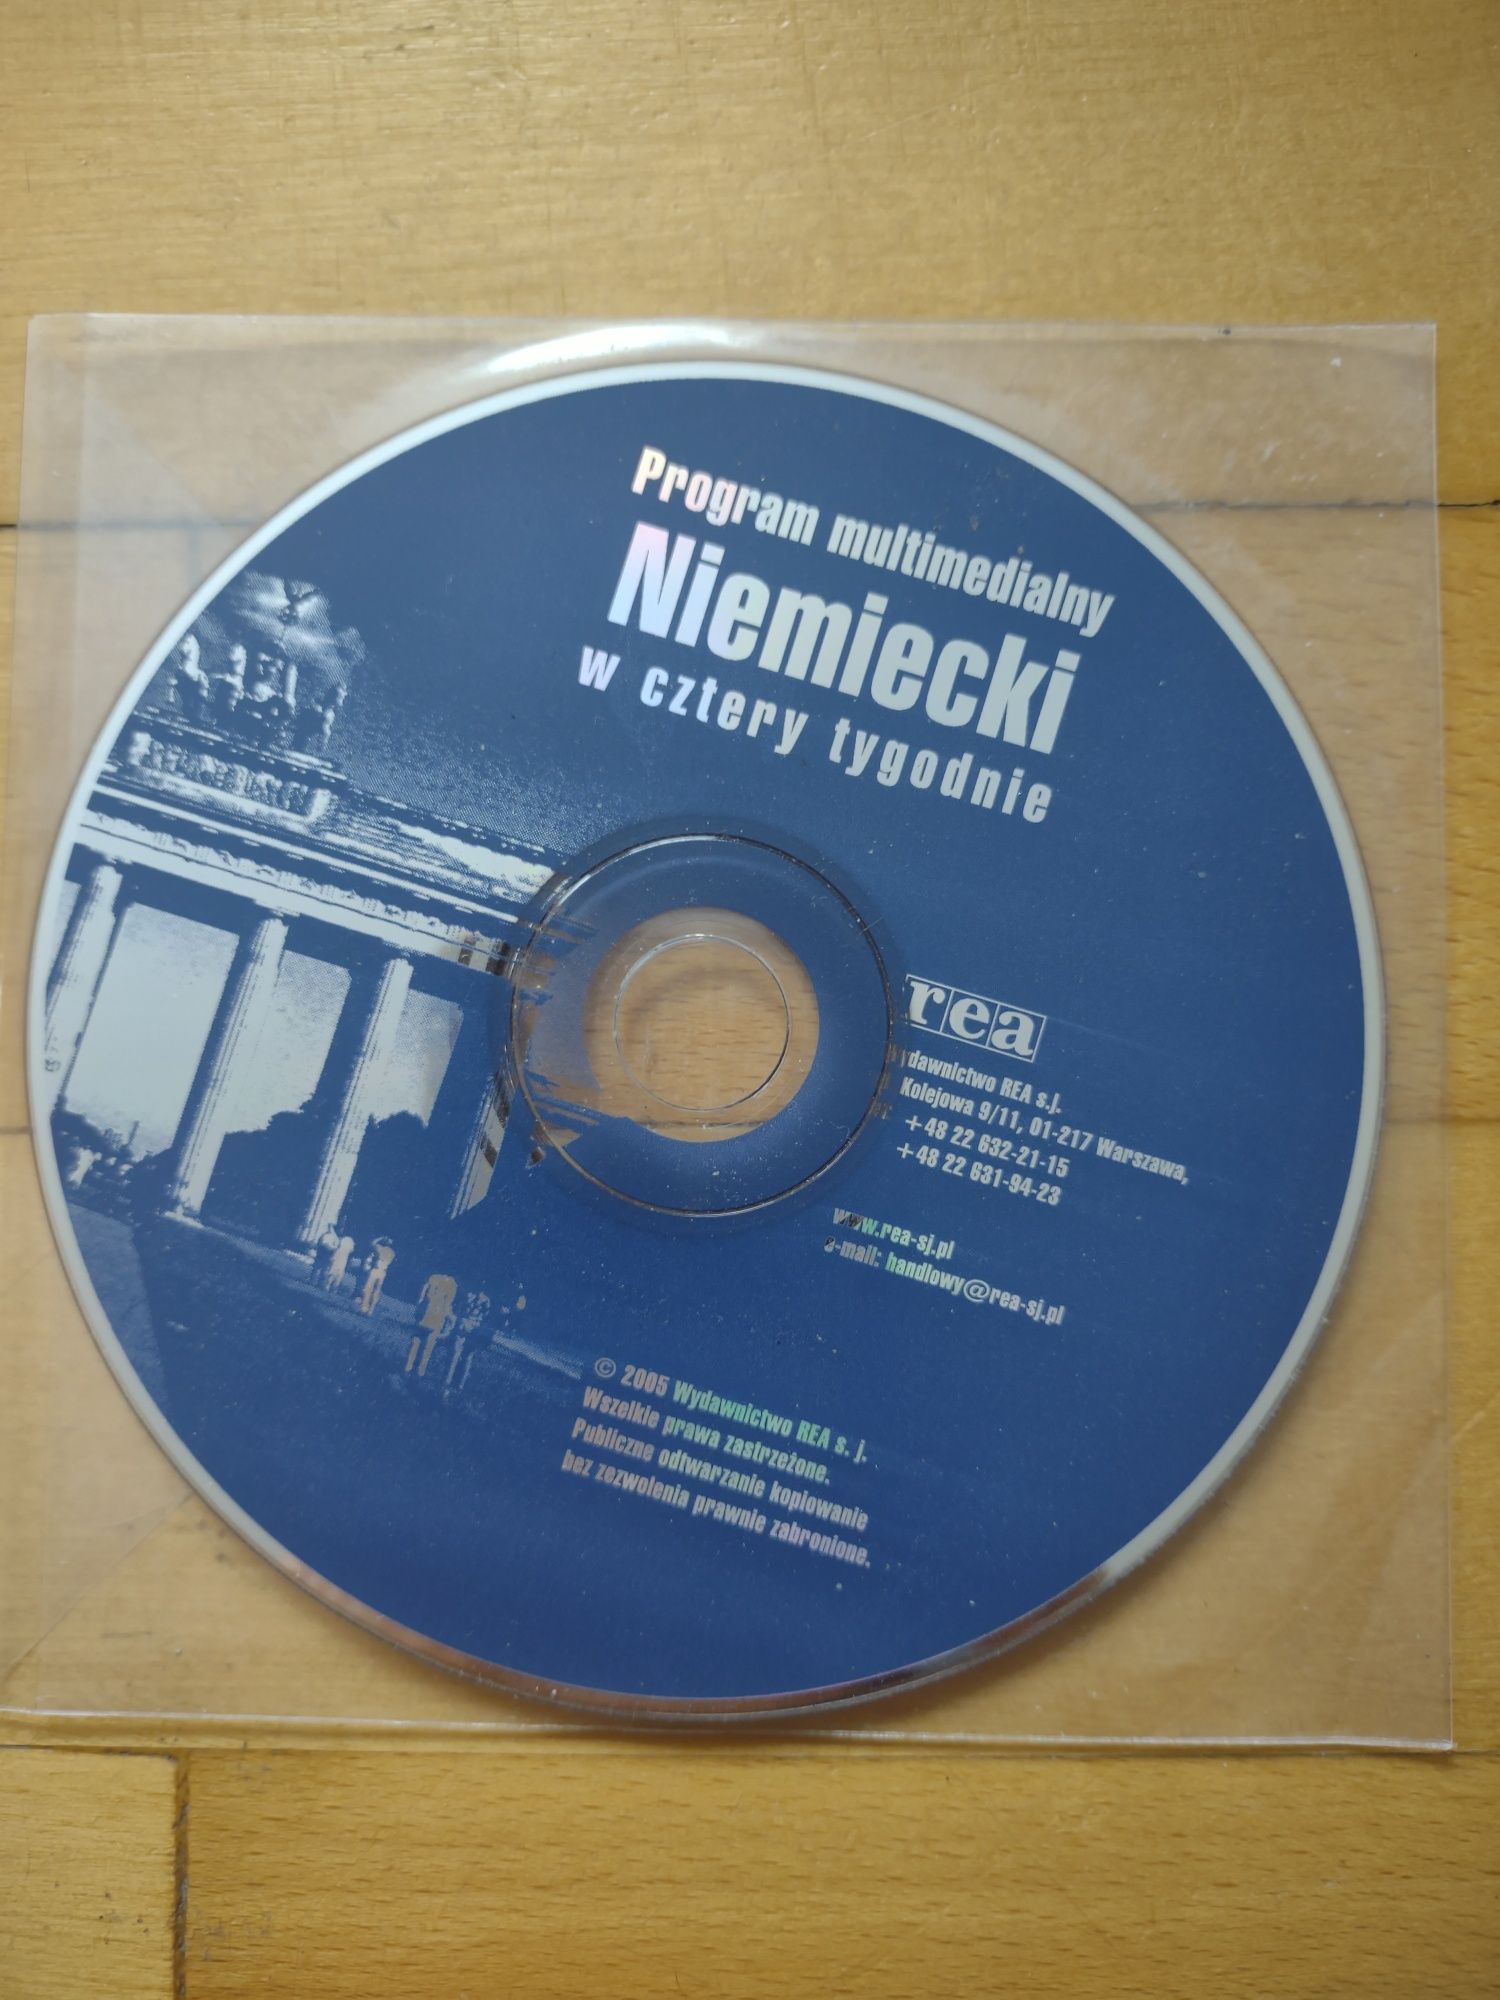 Program multimedialny
Niemiecki
w cztery tygodnie
rea
REA s.j.
Kolejowa 9/11, 01-217 Warszawa,
+48 22 632-21-15
+48 22 631-94-23
www.rea-sj.pl
e-mail: handlowy@rea-sj.pl
© 2005 Wydawnictwo REA s. j.
Wszelkie prawa zastrzeżone.
Publiczne odtwarzanie kopiowanie
bez zezwolenia prawnie zabronione.